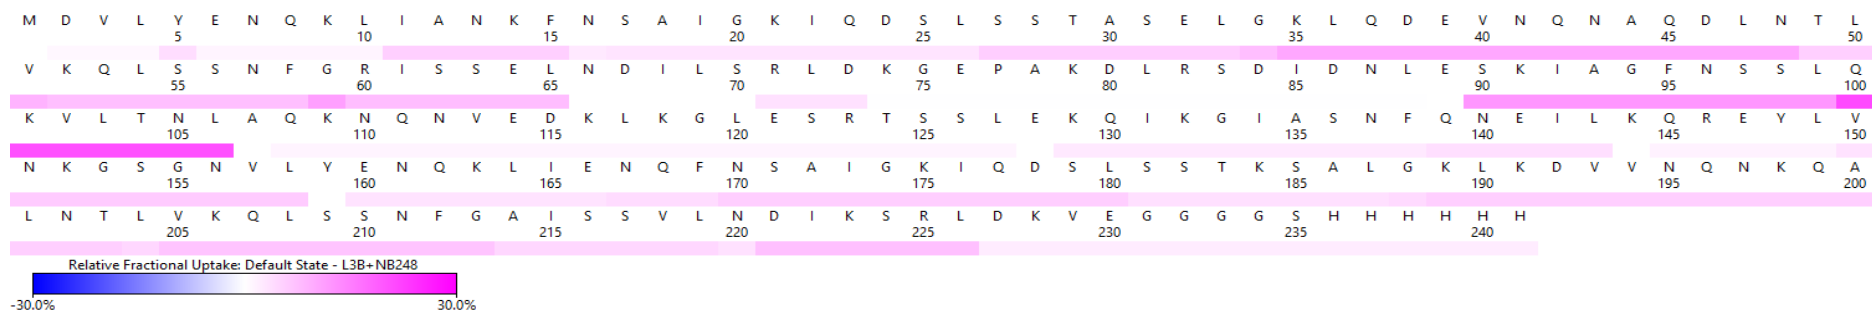 M D V L Y E N Q K L I A N K F N S A I G K I Q D S L S S T A S E L G K L Q D E V N Q N A Q D L N T L
5 10 15 20 25 30 35 40 45 50
V K Q L S S N F G R I S S E L N D I L S R L D K G E P A K D L R S D I D N L E S K I A G F N S S L Q
55 60 65 70 75 80 85 90 95 100
K V L T N L A Q K N Q N V E D K L K G L E S R T S S L E K Q I K G I A S N F Q N E I L K Q R E Y L V
105 110 115 120 125 130 135 140 145 150
N K G S G N V L Y E N Q K L I E N Q F N S A I G K I Q D S L S S T K S A L G K L K D V V N Q N K Q A
155 160 165 170 175 180 185 190 195 200
L N T L V K Q L S S N F G A I S S V L N D I K S R L D K V E G G G G S H H H H H H
205 210 215 220 225 230 235 240
Relative Fractional Uptake: Default State - L3B+NB248
-30.0% 30.0%